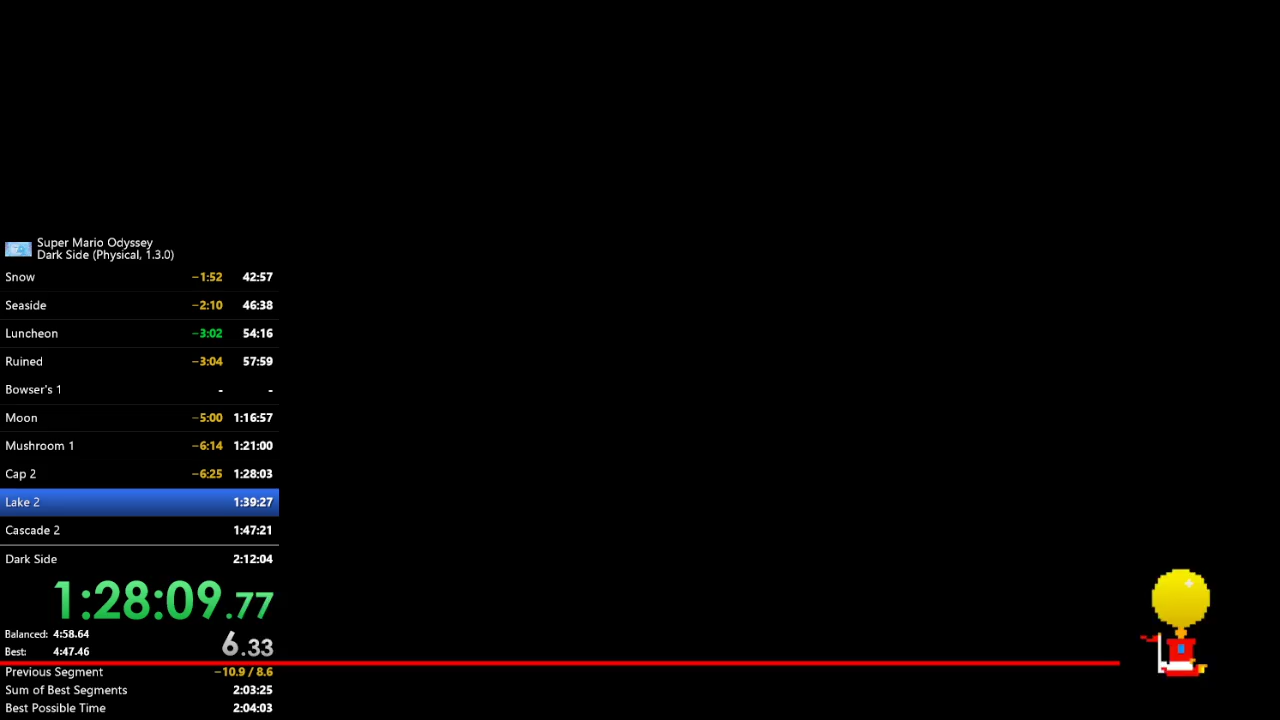 Super Mario Odyssey
Dark Side (Physical, 1.3.0)
Snow −1:52 42:57
Seaside −2:10 46:38
Luncheon −3:02 54:16
Ruined −3:04 57:59
Bowser's 1 - -
Moon −5:00 1:16:57
Mushroom 1 −6:14 1:21:00
Cap 2 −6:25 1:28:03
Lake 2 1:39:27
Cascade 2 1:47:21
Dark Side 2:12:04
1:28:09.77
Balanced: 4:58.64
Best: 4:47.46
6.33
Previous Segment −10.9 / 8.6
Sum of Best Segments 2:03:25
Best Possible Time 2:04:03